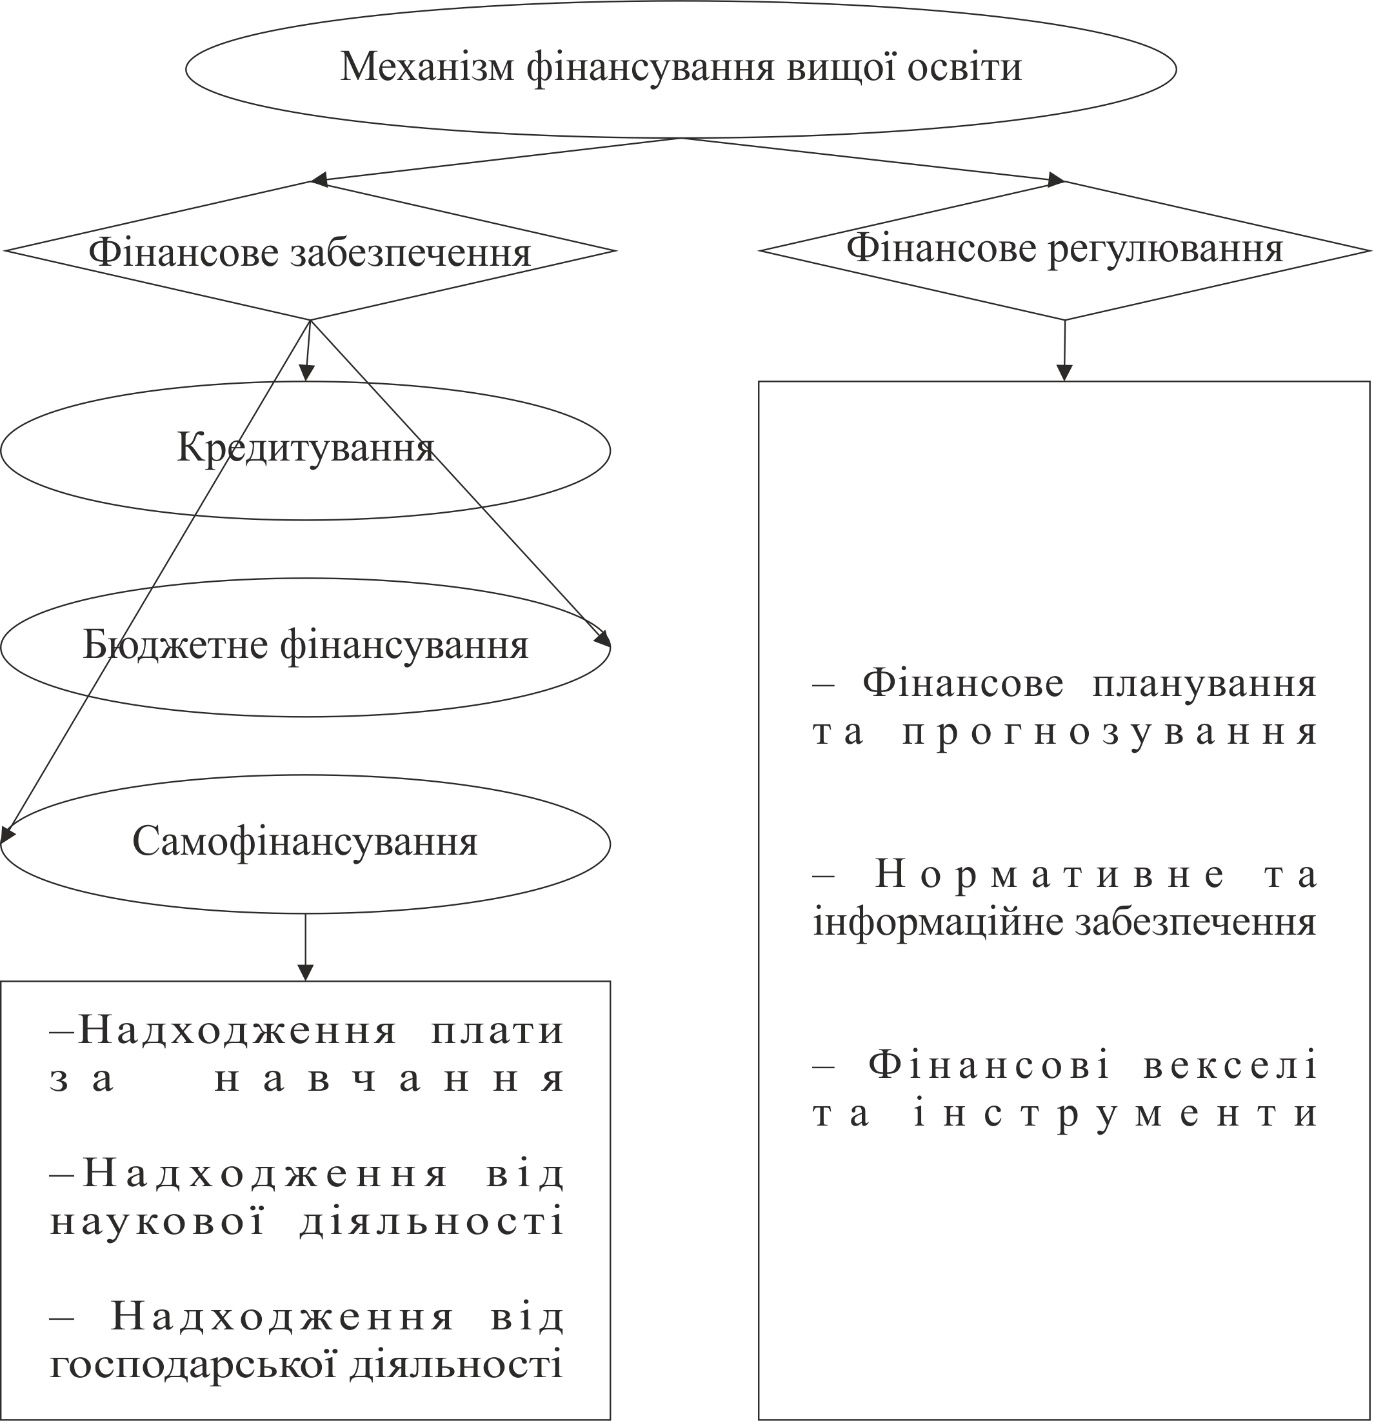 Механізм фінансування вищої освіти
Фінансове забезпечення
Фінансове регулювання
Кредитування
Бюджетне фінансування
Самофінансування
–Надходження плати
за навчання
–Надходження від
наукової діяльності
– Надходження від
господарської діяльності
– Фінансове планування
та прогнозування
– Нормативне та
інформаційне забезпечення
– Фінансові векселі
та інструменти